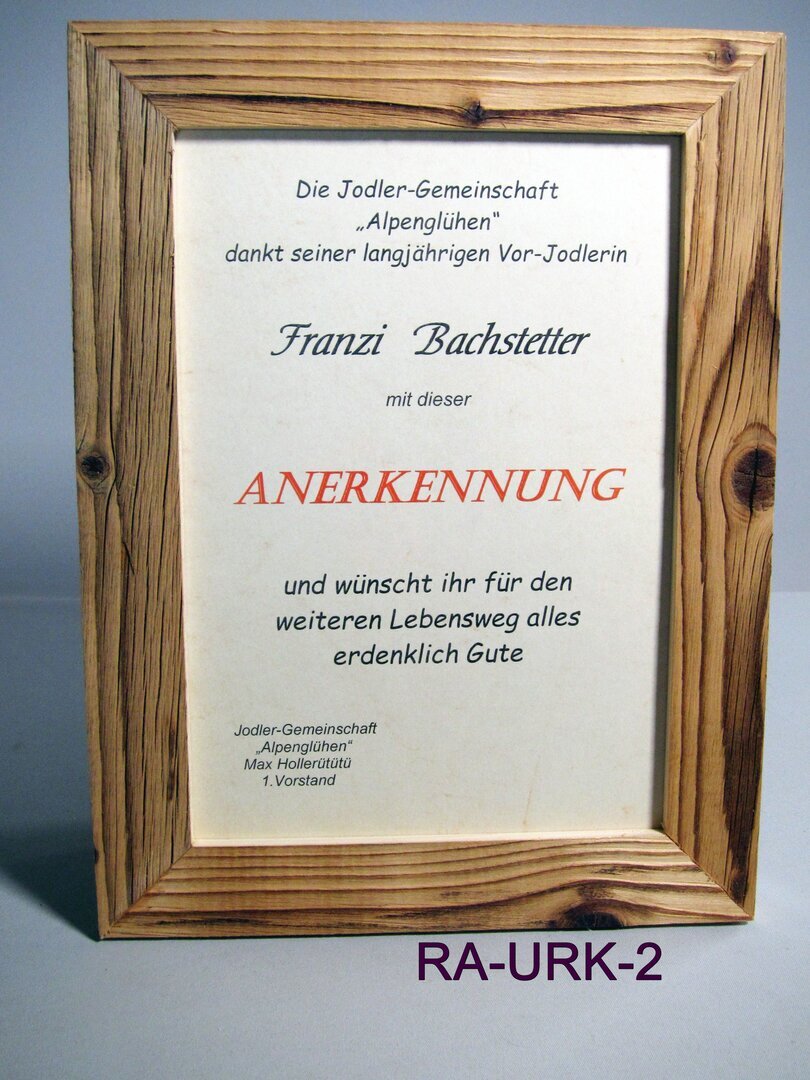 Die Jodler-Gemeinschaft
„Alpenglühen“
dankt seiner langjährigen Vor-Jodlerin
Franzi Bachstetter
mit dieser
ANERKENNUNG
und wünscht ihr für den
weiteren Lebensweg alles
erdenklich Gute
Jodler-Gemeinschaft
„Alpenglühen“
Max Hollerütütü
1.Vorstand
RA-URK-2